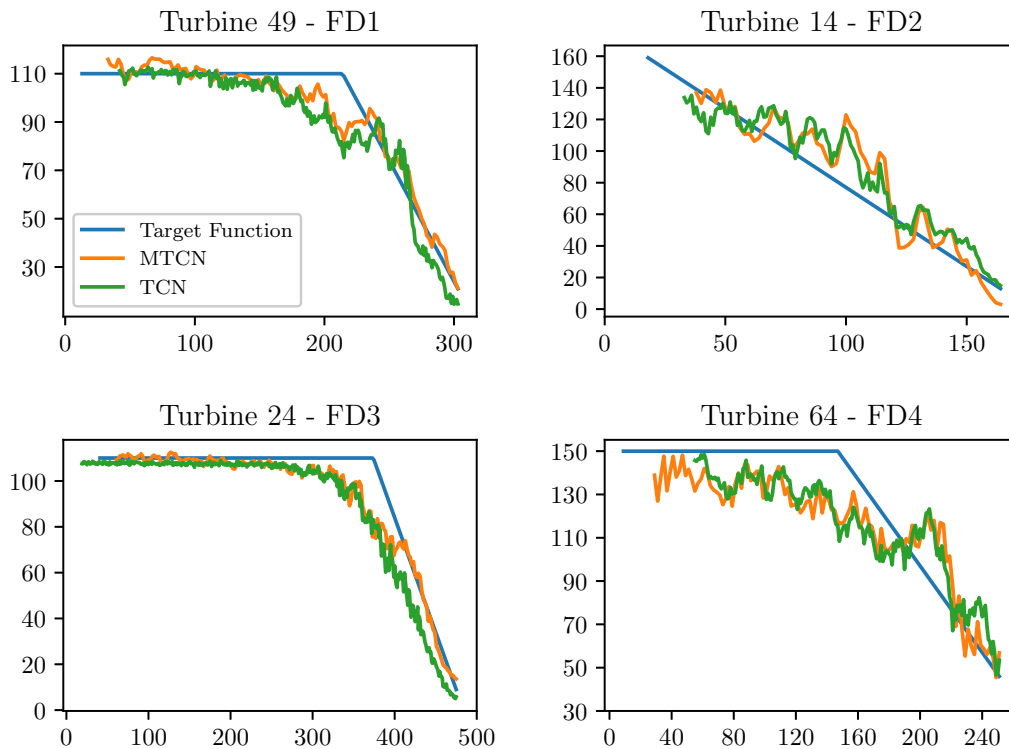 Turbine 49 - FD1
110
90
70
50
30
0 100 200 300
Target Function
MTCN
TCN
Turbine 14 - FD2
160
140
120
100
80
60
40
20
0
0 50 100 150
Turbine 24 - FD3
100
80
60
40
20
0
0 100 200 300 400 500
Turbine 64 - FD4
150
130
110
90
70
50
30
0 40 80 120 160 200 240